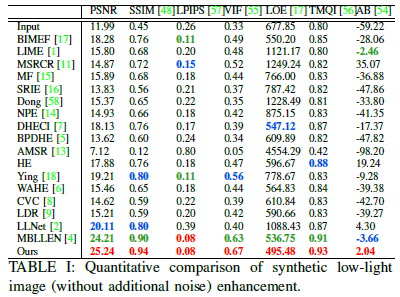 PSNR SSIM [48] LPIPS [57] VIF [55] LOE [17] TMQI [56] AB [54]
Input 11.99 0.45 0.26 0.33 677.85 0.80 -59.22
BIMEF [17] 18.28 0.76 0.11 0.49 550.20 0.85 -28.06
LIME [1] 15.80 0.68 0.20 0.48 1121.17 0.80 -2.46
MSRCR [11] 14.87 0.72 0.15 0.52 1249.24 0.82 35.07
MF [15] 15.89 0.68 0.18 0.44 766.00 0.83 -36.88
SRIE [16] 13.83 0.56 0.21 0.37 787.42 0.82 -47.86
Dong [58] 15.37 0.65 0.22 0.35 1228.49 0.81 -33.80
NPE [14] 14.93 0.66 0.18 0.42 875.15 0.83 -41.35
DHECI [7] 18.13 0.76 0.17 0.39 547.12 0.87 -17.37
BPDHE [5] 13.62 0.60 0.24 0.34 609.89 0.82 -47.82
AMSR [13] 7.12 0.12 0.80 0.05 4554.29 0.42 -98.20
HE 17.88 0.76 0.18 0.47 596.67 0.88 19.24
Ying [18] 19.21 0.80 0.11 0.56 778.67 0.83 -9.28
WAHE [6] 15.46 0.65 0.18 0.44 564.83 0.84 -39.38
CVC [8] 14.62 0.59 0.22 0.39 610.84 0.83 -42.70
LDR [9] 15.21 0.59 0.20 0.42 590.66 0.83 -39.27
LLNet [2] 20.11 0.80 0.39 0.40 1088.43 0.87 4.30
MBLLEN [4] 24.21 0.90 0.08 0.63 536.75 0.91 -3.66
Ours 25.24 0.94 0.08 0.67 495.48 0.93 2.04
TABLE I: Quantitative comparison of synthetic low-light
image (without additional noise) enhancement.